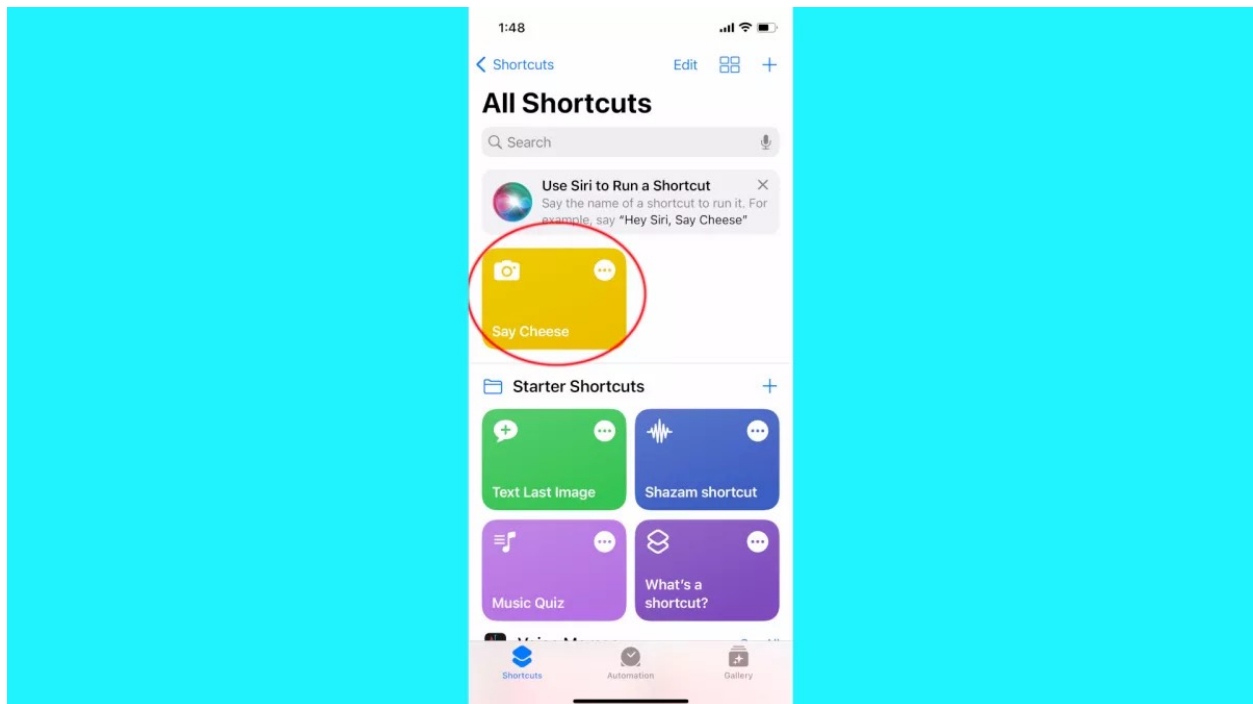 1:48
Shortcuts Edit
All Shortcuts
Search
Use Siri to Run a Shortcut
Say the name of a shortcut to run it. For
example, say “Hey Siri, Say Cheese”
Say Cheese
Starter Shortcuts
Text Last Image
Shazam shortcut
Music Quiz
What's a
shortcut?
Shortcuts Automation Gallery